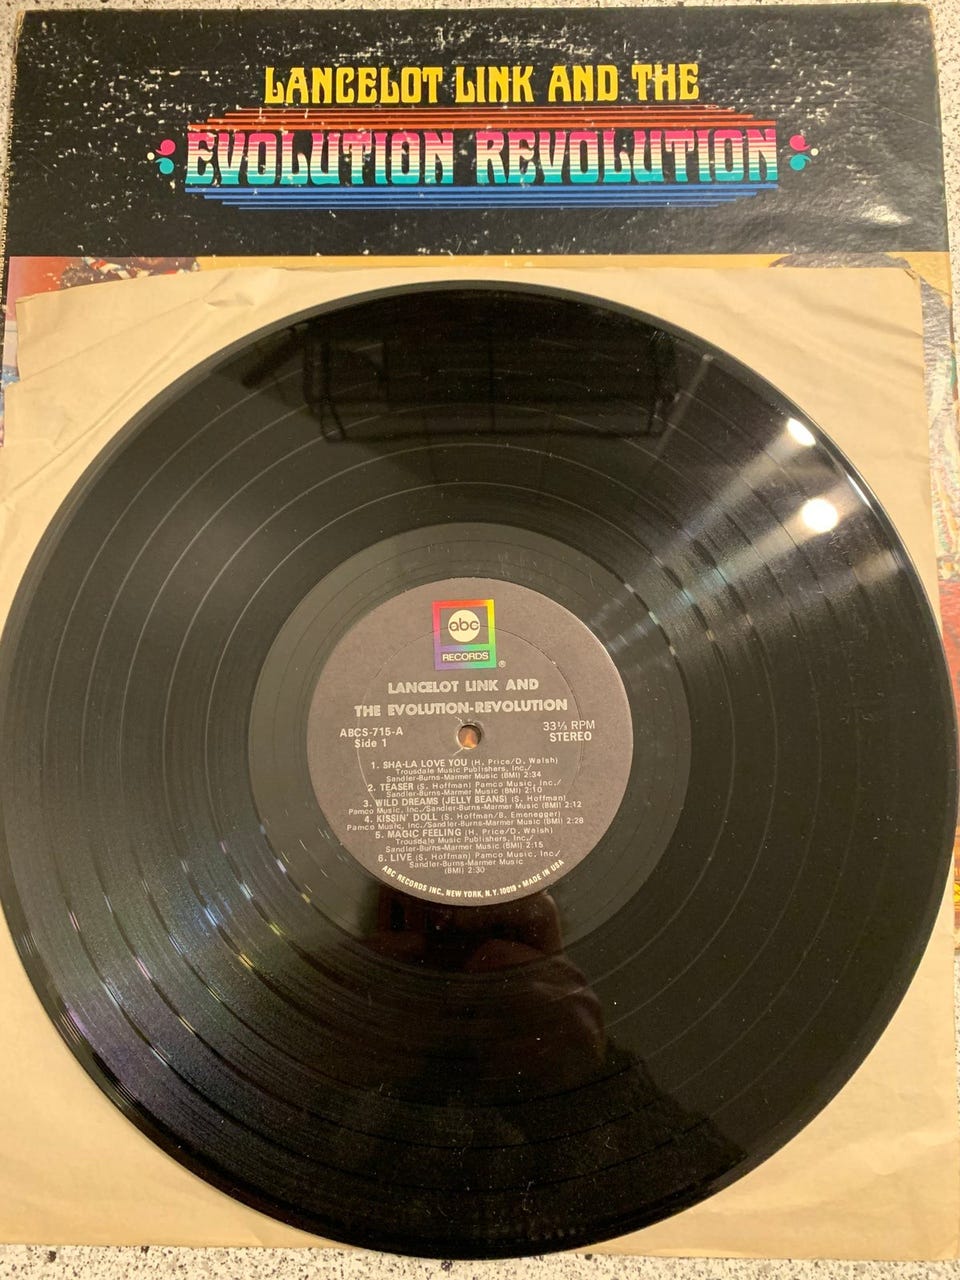 LANCELOT LINK AND THE
EVOLUTION REVOLUTION
abc
RECORDS
®
LANCELOT LINK AND
THE EVOLUTION-REVOLUTION
ABCS-715-A
Side 1
33⅓ RPM
STEREO
1. SHA-LA LOVE YOU (H. Price/D. Walsh)
Trousdale Music Publishers, Inc./
Sandler-Burns-Marmer Music (BMI) 2:34
2. TEASER (S. Hoffman) Pamco Music, Inc./
Sandler-Burns-Marmer Music (BMI) 2:10
3. WILD DREAMS (JELLY BEANS) (S. Hoffman)
Pamco Music, Inc./Sandler-Burns-Marmer Music (BMI) 2:12
4. KISSIN' DOLL (S. Hoffman/B. Emenegger)
Pamco Music, Inc./Sandler-Burns-Marmer Music (BMI) 2:28
5. MAGIC FEELING (H. Price/D. Walsh)
Trousdale Music Publishers, Inc./
Sandler-Burns-Marmer Music (BMI) 2:15
6. LIVE (S. Hoffman) Pamco Music, Inc./
Sandler-Burns-Marmer Music
(BMI) 2:30
ABC RECORDS INC., NEW YORK, N.Y. 10019 • MADE IN USA